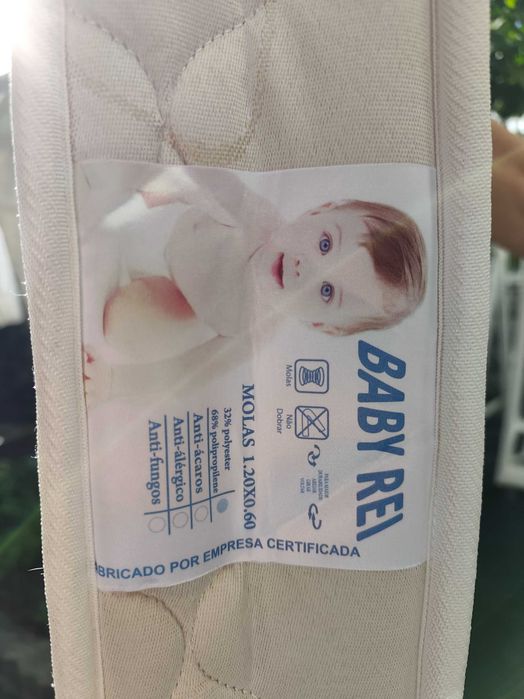 BABY REI
Molas
Não
Dobrar
MOLAS 1.20X0.60
32% polyester
68% polipropilene
Anti-ácaros
Anti-álérgico
Anti-fungos
BRICADO POR EMPRESA CERTIFICADA